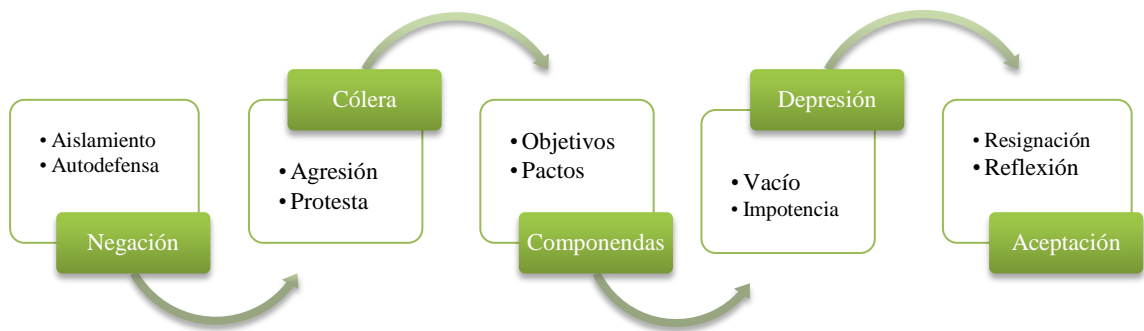 • Aislamiento
• Autodefensa
Negación
Cólera
• Agresión
• Protesta
• Objetivos
• Pactos
Componendas
Depresión
• Vacío
• Impotencia
• Resignación
• Reflexión
Aceptación